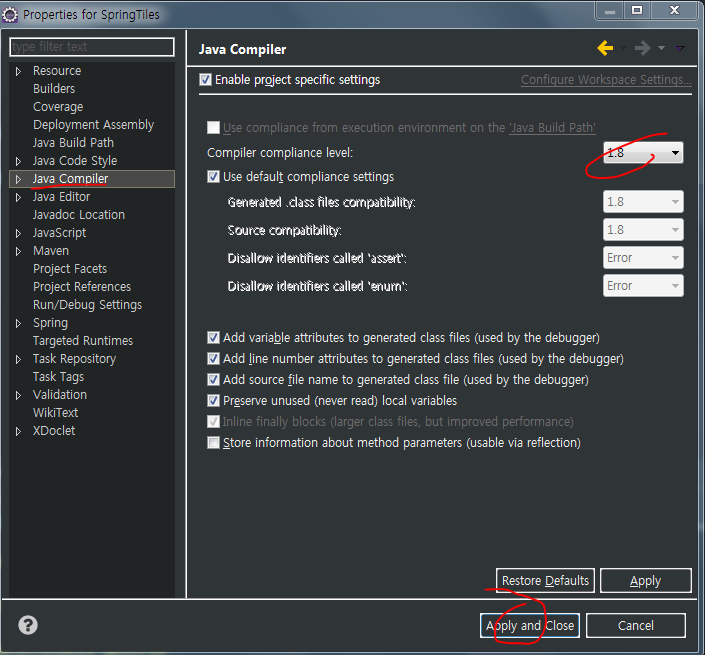 Properties for SpringTiles
type filter text
Resource
Builders
Coverage
Deployment Assembly
Java Build Path
Java Code Style
Java Compiler
Java Editor
Javadoc Location
JavaScript
Maven
Project Facets
Project References
Run/Debug Settings
Spring
Targeted Runtimes
Task Repository
Task Tags
Validation
WikiText
XDoclet
Java Compiler
Enable project specific settings
Configure Workspace Settings...
Use compliance from execution environment on the 'Java Build Path'
Compiler compliance level: 1.8
Use default compliance settings
Generated .class files compatibility: 1.8
Source compatibility: 1.8
Disallow identifiers called 'assert': Error
Disallow identifiers called 'enum': Error
Add variable attributes to generated class files (used by the debugger)
Add line number attributes to generated class files (used by the debugger)
Add source file name to generated class file (used by the debugger)
Preserve unused (never read) local variables
Inline finally blocks (larger class files, but improved performance)
Store information about method parameters (usable via reflection)
Restore Defaults Apply
? Apply and Close Cancel